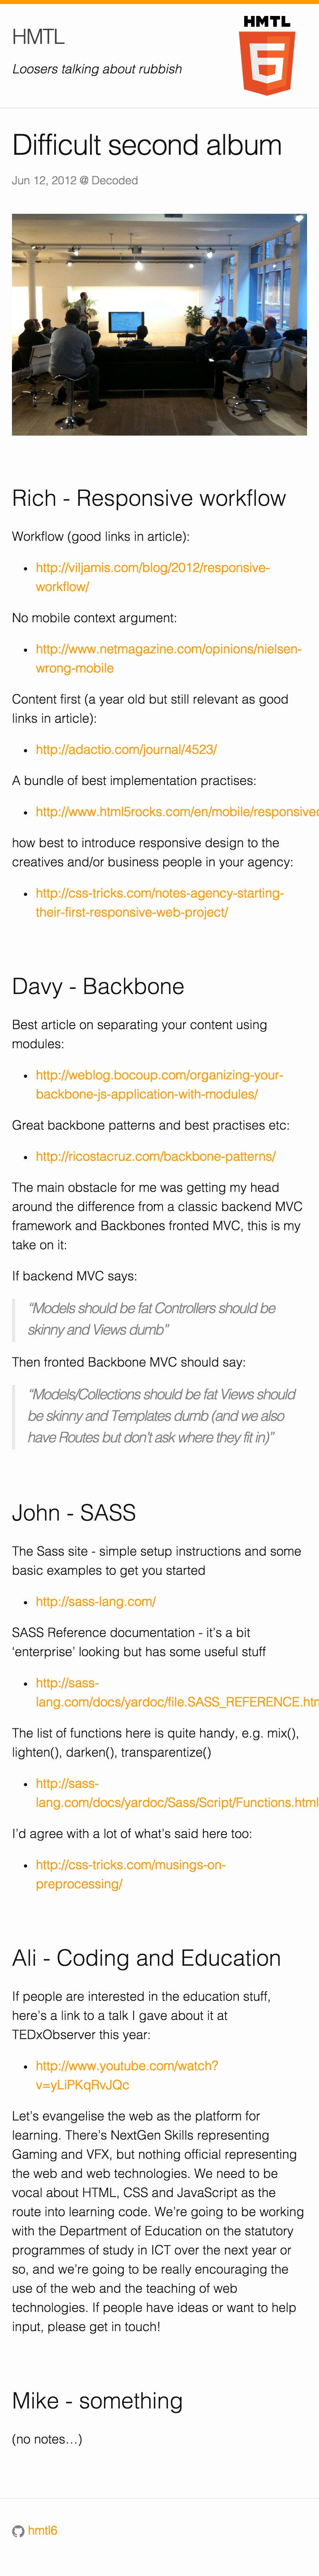 HMTL
HMTL
6
Loosers talking about rubbish
Difficult second album
Jun 12, 2012 @ Decoded
Rich - Responsive workflow
Workflow (good links in article):
http://viljamis.com/blog/2012/responsive-
workflow/
No mobile context argument:
http://www.netmagazine.com/opinions/nielsen-
wrong-mobile
Content first (a year old but still relevant as good
links in article):
http://adactio.com/journal/4523/
A bundle of best implementation practises:
http://www.html5rocks.com/en/mobile/responsivec
how best to introduce responsive design to the
creatives and/or business people in your agency:
http://css-tricks.com/notes-agency-starting-
their-first-responsive-web-project/
Davy - Backbone
Best article on separating your content using
modules:
http://weblog.bocoup.com/organizing-your-
backbone-js-application-with-modules/
Great backbone patterns and best practises etc:
http://ricostacruz.com/backbone-patterns/
The main obstacle for me was getting my head
around the difference from a classic backend MVC
framework and Backbones fronted MVC, this is my
take on it:
If backend MVC says:
“Models should be fat Controllers should be
skinny and Views dumb”
Then fronted Backbone MVC should say:
“Models/Collections should be fat Views should
be skinny and Templates dumb (and we also
have Routes but don’t ask where they fit in)”
John - SASS
The Sass site - simple setup instructions and some
basic examples to get you started
http://sass-lang.com/
SASS Reference documentation - it’s a bit
‘enterprise’ looking but has some useful stuff
http://sass-
lang.com/docs/yardoc/file.SASS_REFERENCE.htm
The list of functions here is quite handy, e.g. mix(),
lighten(), darken(), transparentize()
http://sass-
lang.com/docs/yardoc/Sass/Script/Functions.html
I’d agree with a lot of what’s said here too:
http://css-tricks.com/musings-on-
preprocessing/
Ali - Coding and Education
If people are interested in the education stuff,
here’s a link to a talk I gave about it at
TEDxObserver this year:
http://www.youtube.com/watch?
v=yLiPKqRvJQc
Let’s evangelise the web as the platform for
learning. There’s NextGen Skills representing
Gaming and VFX, but nothing official representing
the web and web technologies. We need to be
vocal about HTML, CSS and JavaScript as the
route into learning code. We’re going to be working
with the Department of Education on the statutory
programmes of study in ICT over the next year or
so, and we’re going to be really encouraging the
use of the web and the teaching of web
technologies. If people have ideas or want to help
input, please get in touch!
Mike - something
(no notes…)
hmtl6